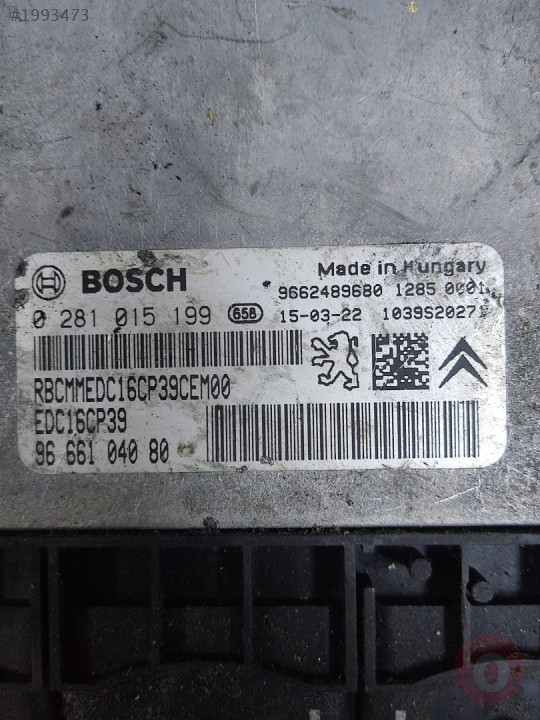 #1993473
BOSCH
Made in Hungary
9662489680 1285 0001
0 281 015 199 658 15-03-22 1039S20271
RBCMMEDC16CP39CEM00
EDC16CP39
96 661 040 80